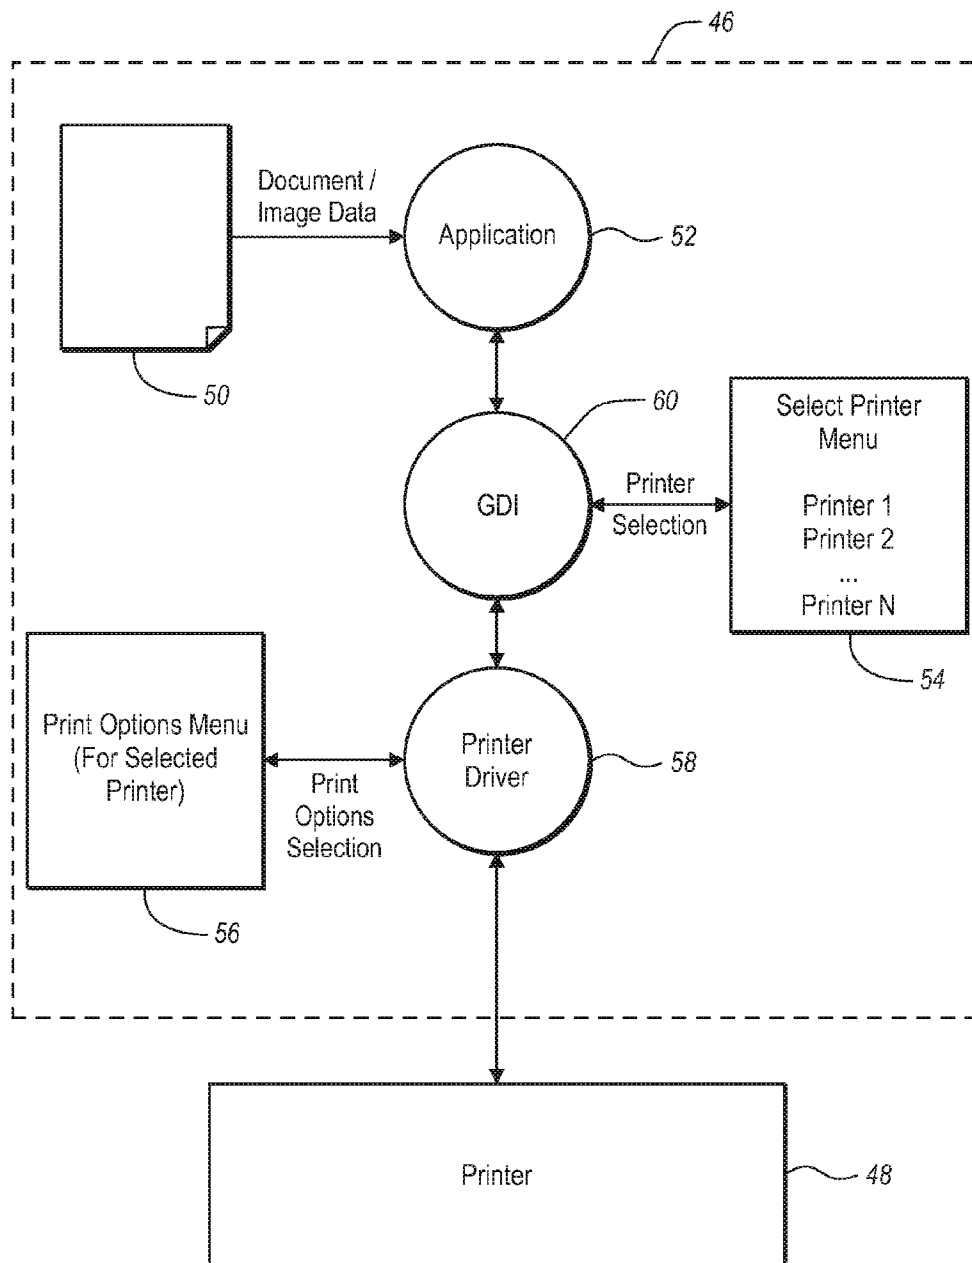 46
Document /
Image Data
Application
52
50
60
Select Printer
Menu
GDI
Printer
Selection
Printer 1
Printer 2
...
Printer N
54
Print Options Menu
(For Selected
Printer)
Printer
Driver
58
Print
Options
Selection
56
Printer
48